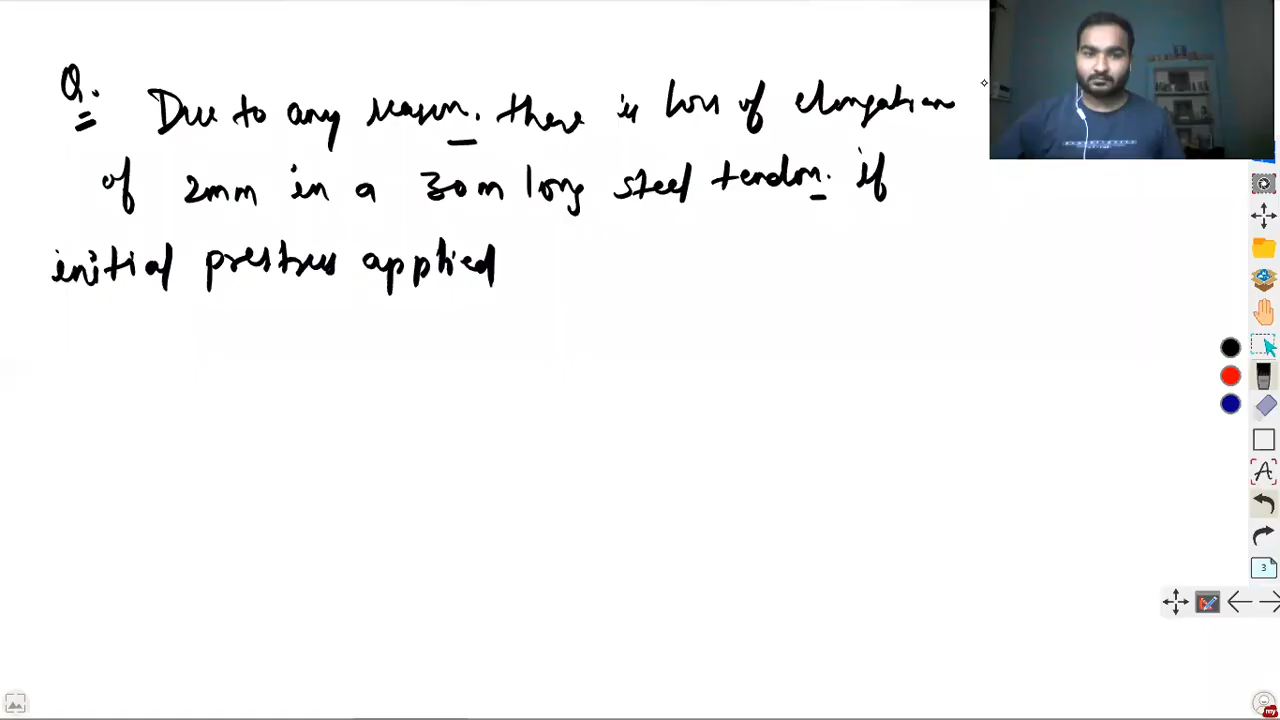 Q. Due to any reason. there is loss of elongation
of 2mm in a 30m long steel tendon. if
initial prestress applied
A
3